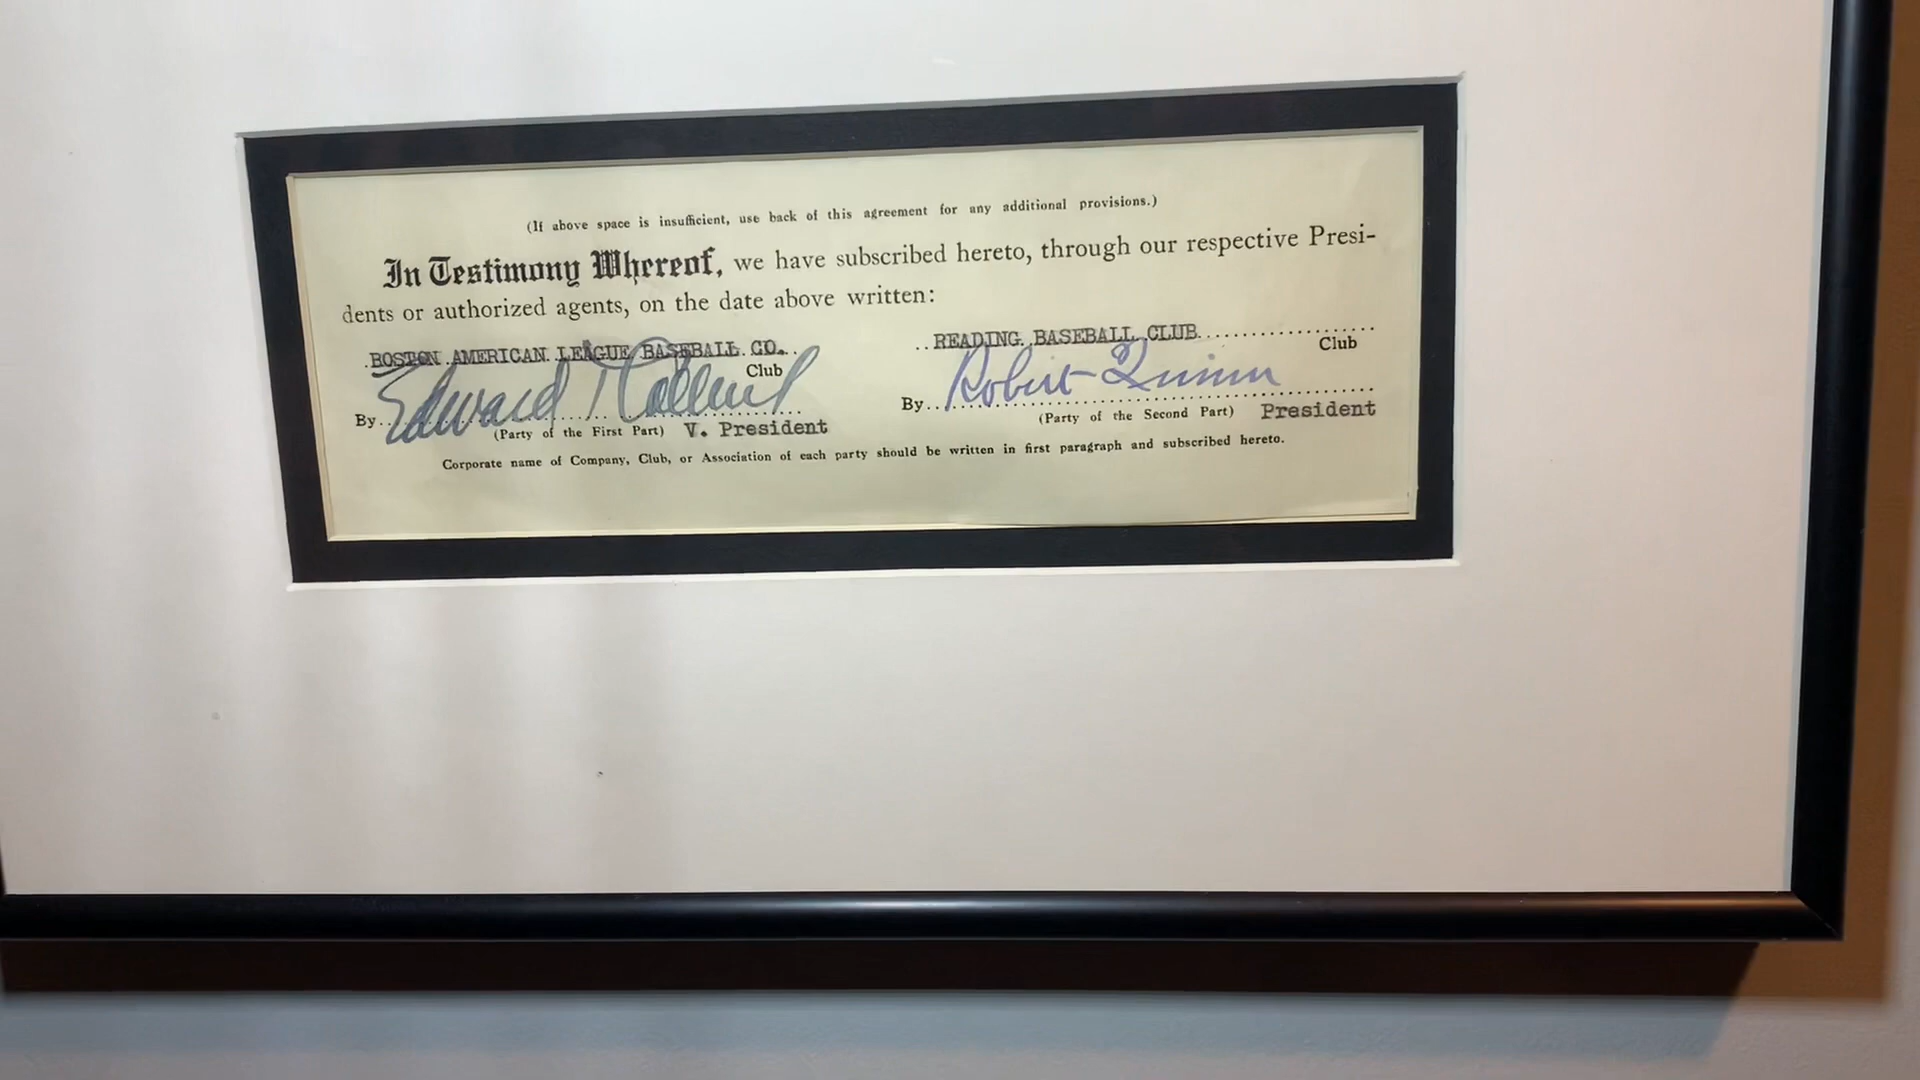 (If above space is insufficient, use back of this agreement for any additional provisions.)
In Testimony Whereof, we have subscribed hereto, through our respective Presi-
dents or authorized agents, on the date above written:
BOSTON AMERICAN LEAGUE BASEBALL CO.
Club
By Edward T Collins
(Party of the First Part) V. President
READING BASEBALL CLUB
Club
By Robert Quinn
(Party of the Second Part) President
Corporate name of Company, Club, or Association of each party should be written in first paragraph and subscribed hereto.